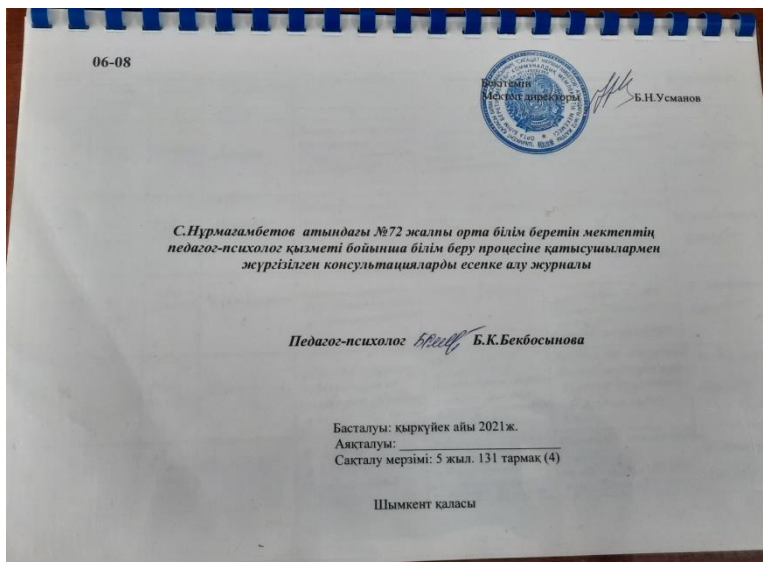 06-08
Бекітемін
Мектеп директоры
Б.Н.Усманов
С.Нұрмағамбетов атындағы №72 жалпы орта білім беретін мектептің
педагог-психолог қызметі бойынша білім беру процесіне қатысушылармен
жүргізілген консультацияларды есепке алу журналы
Педагог-психолог Б.К.Бекбосынова
Басталуы: қыркүйек айы 2021ж.
Аяқталуы: ________________________
Сақталу мерзімі: 5 жыл. 131 тармақ (4)
Шымкент қаласы